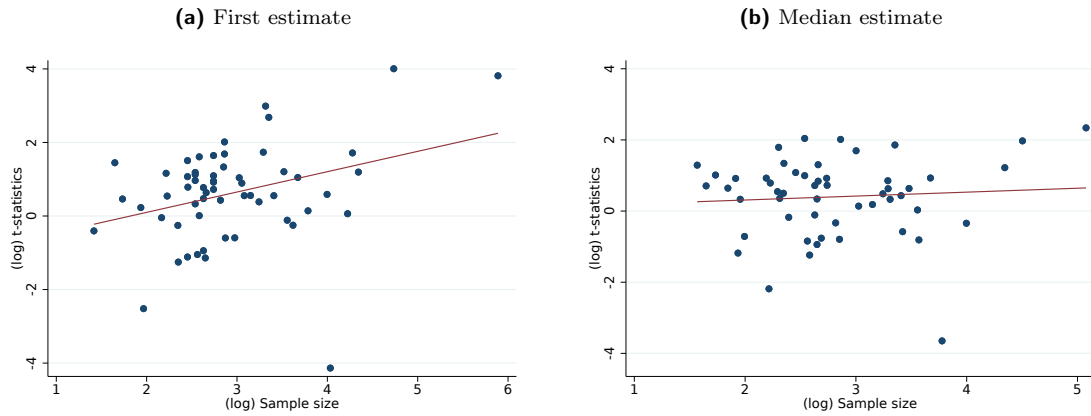 (a) First estimate
(log) t-statistics
4
2
0
-2
-4
1 2 3 4 5 6
(log) Sample size
(b) Median estimate
(log) t-statistics
4
2
0
-2
-4
1 2 3 4 5
(log) Sample size